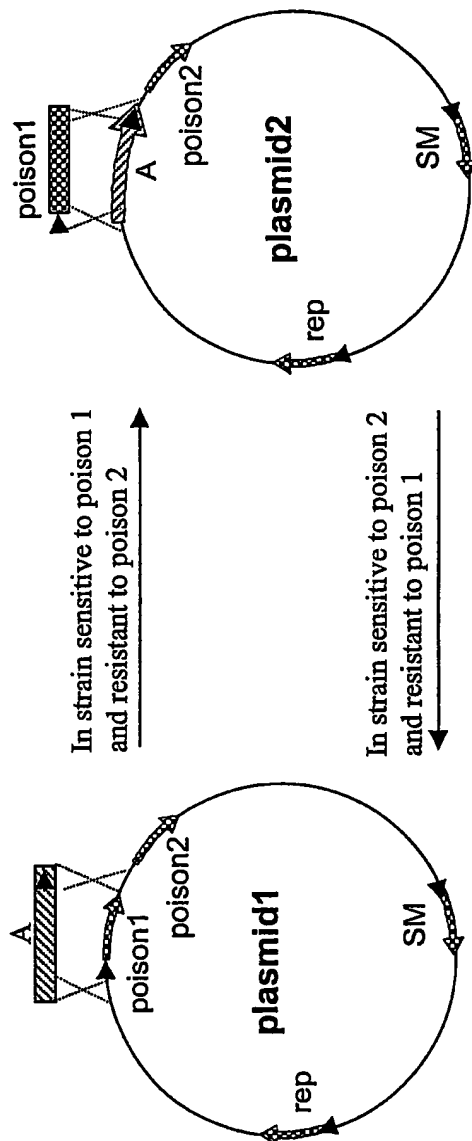 A
poison1
poison2
plasmid1
rep
SM
In strain sensitive to poison 1
and resistant to poison 2
In strain sensitive to poison 2
and resistant to poison 1
poison1
A
poison2
plasmid2
rep
SM